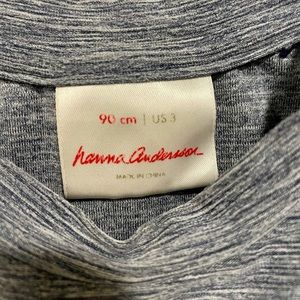 90 cm | US 3
hanna andersson
MADE IN CHINA